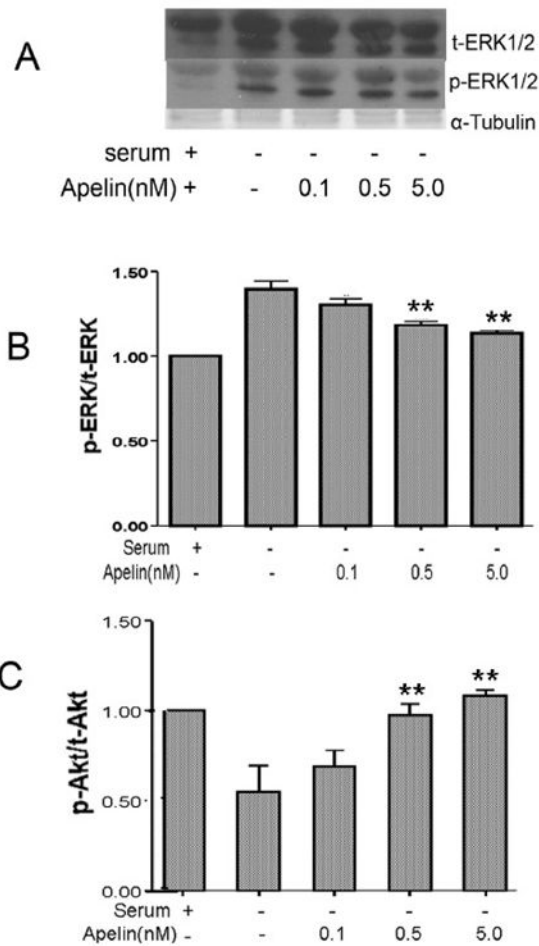 A
t-ERK1/2
p-ERK1/2
α-Tubulin
serum + - - - -
Apelin(nM) + - 0.1 0.5 5.0
B
p-ERK/t-ERK
1.50
1.00
0.50
0.00
** **
Serum + - - - -
Apelin(nM) - - 0.1 0.5 5.0
C
p-Akt/t-Akt
1.50
1.00
0.50
0.00
** **
Serum + - - - -
Apelin(nM) - - 0.1 0.5 5.0